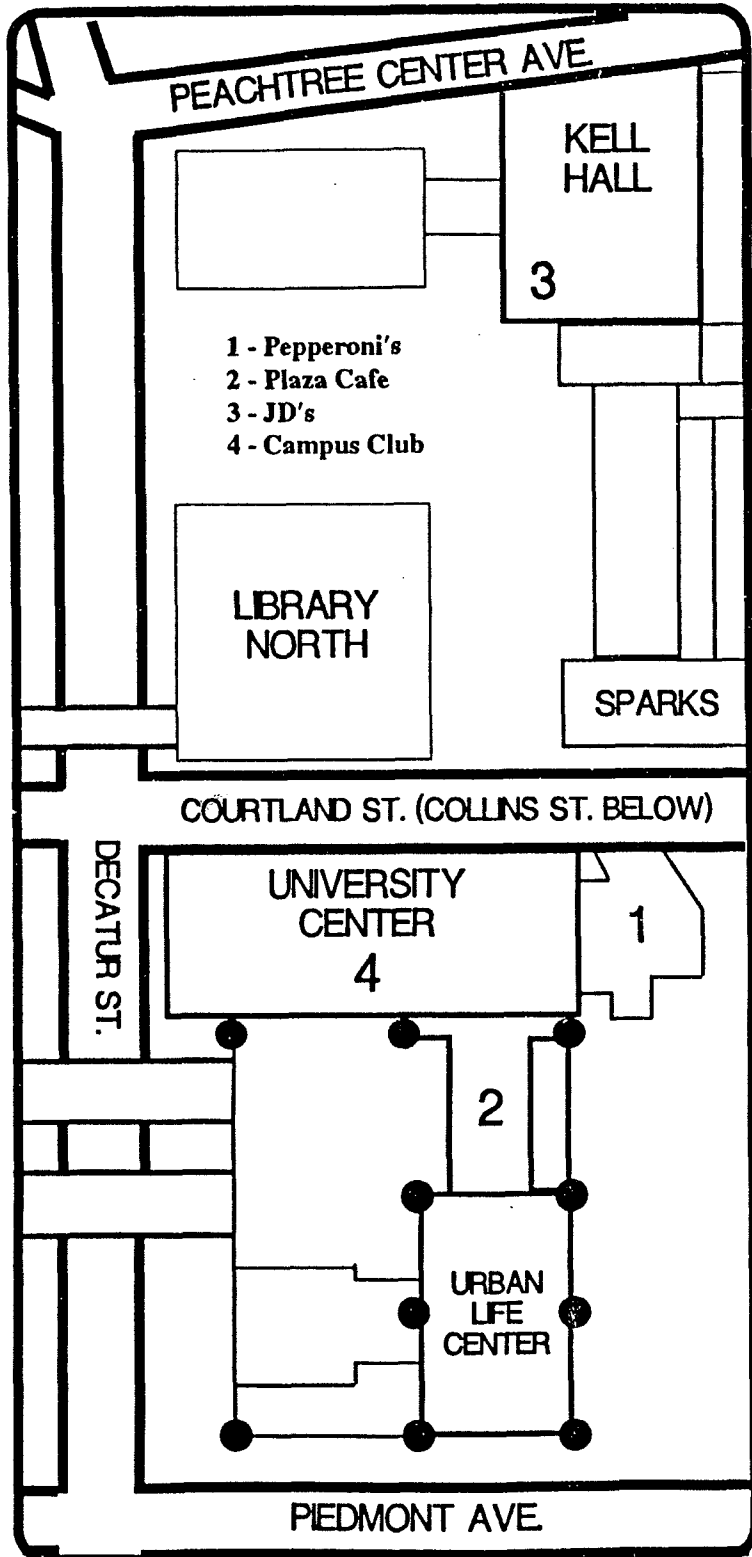 PEACHTREE CENTER AVE.
KELL
HALL
3
1 - Pepperoni's
2 - Plaza Cafe
3 - JD's
4 - Campus Club
LIBRARY
NORTH
SPARKS
COURTLAND ST. (COLLINS ST. BELOW)
DECATUR ST.
UNIVERSITY
CENTER
4
1
2
URBAN
LIFE
CENTER
PIEDMONT AVE.